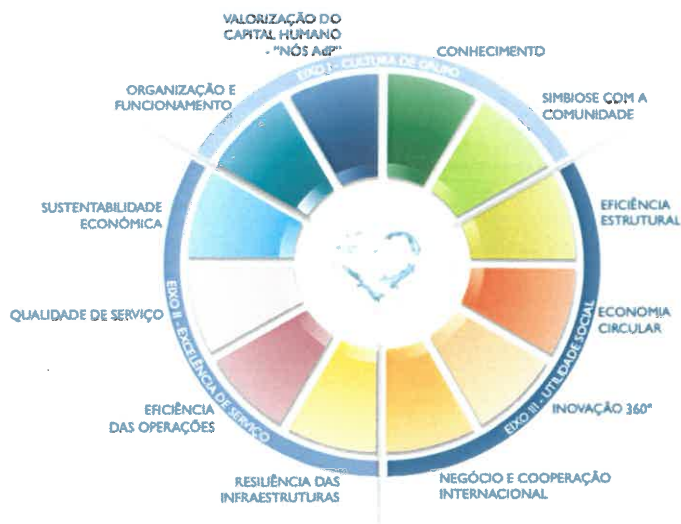 VALORIZAÇÃO DO
CAPITAL HUMANO
- "NÓS AdP"
CONHECIMENTO
EIXO I - CULTURA DE GRUPO
ORGANIZAÇÃO E
FUNCIONAMENTO
SIMBIOSE COM A
COMUNIDADE
SUSTENTABILIDADE
ECONÓMICA
EFICIÊNCIA
ESTRUTURAL
QUALIDADE DE SERVIÇO
ECONOMIA
CIRCULAR
EIXO II - EXCELÊNCIA DE SERVIÇO
EIXO III - UTILIDADE SOCIAL
EFICIÊNCIA
DAS OPERAÇÕES
INOVAÇÃO 360º
RESILIÊNCIA DAS
INFRAESTRUTURAS
NEGÓCIO E COOPERAÇÃO
INTERNACIONAL